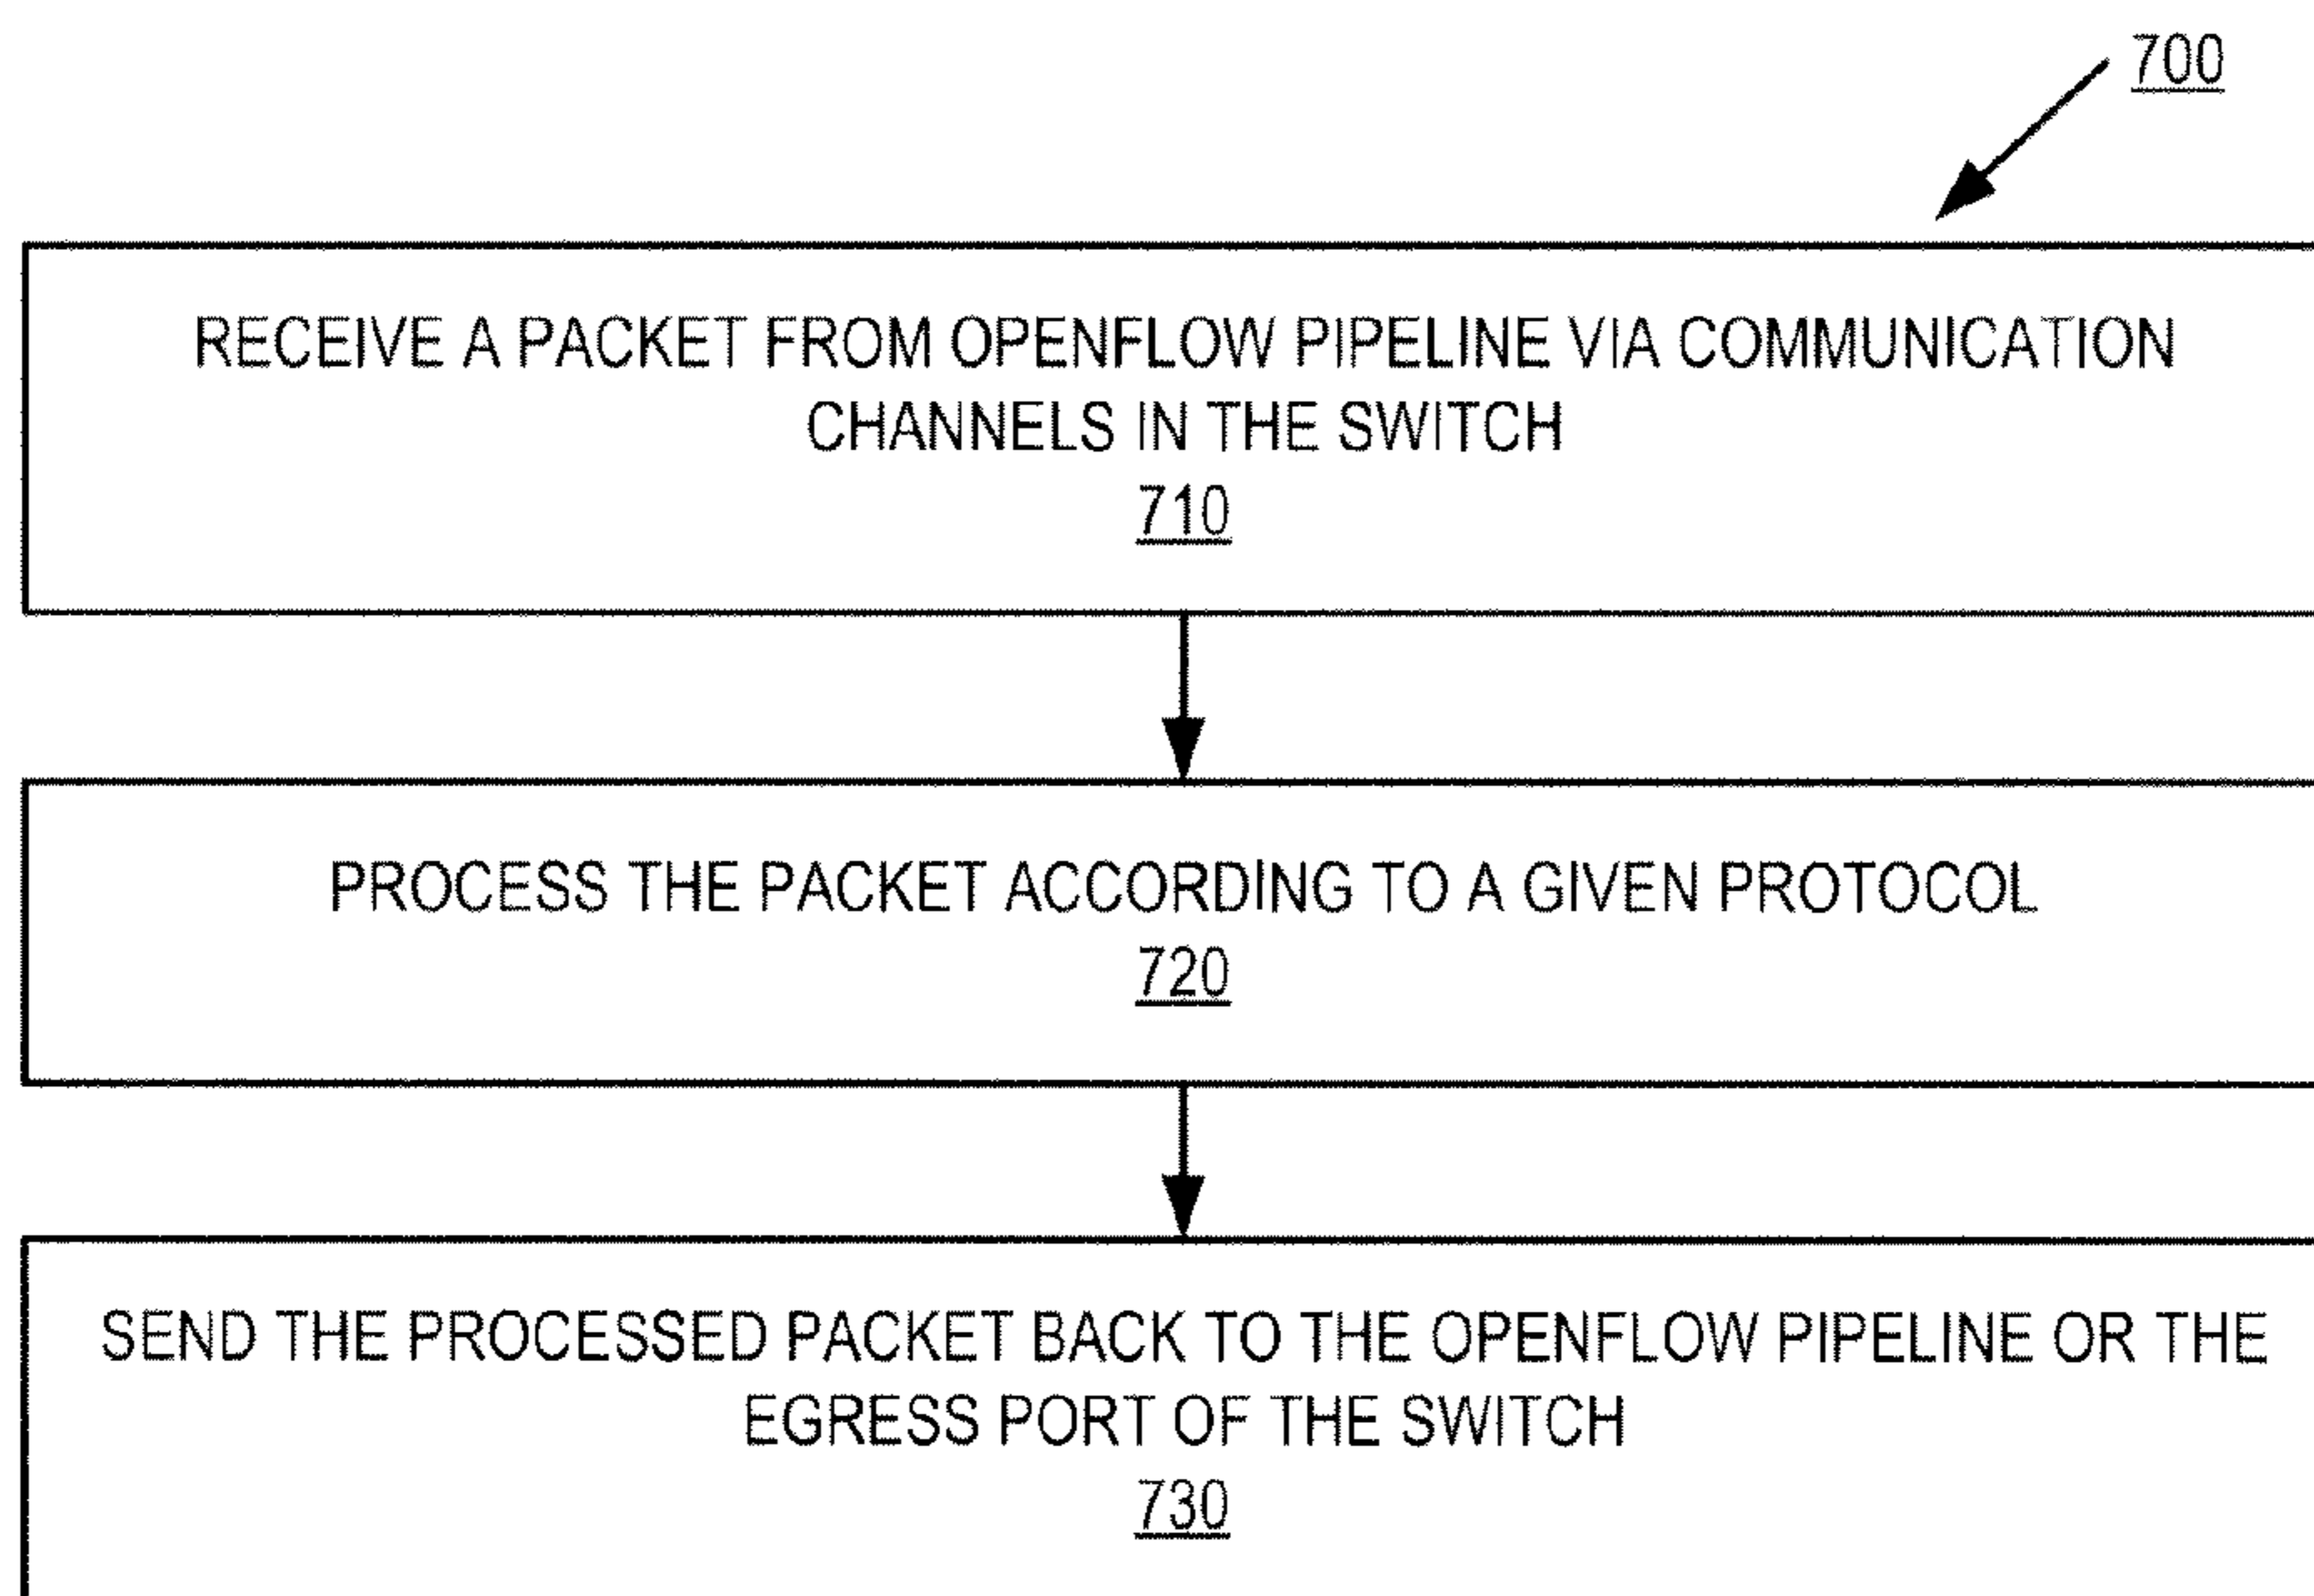 700
RECEIVE A PACKET FROM OPENFLOW PIPELINE VIA COMMUNICATION
CHANNELS IN THE SWITCH
710
PROCESS THE PACKET ACCORDING TO A GIVEN PROTOCOL
720
SEND THE PROCESSED PACKET BACK TO THE OPENFLOW PIPELINE OR THE
EGRESS PORT OF THE SWITCH
730